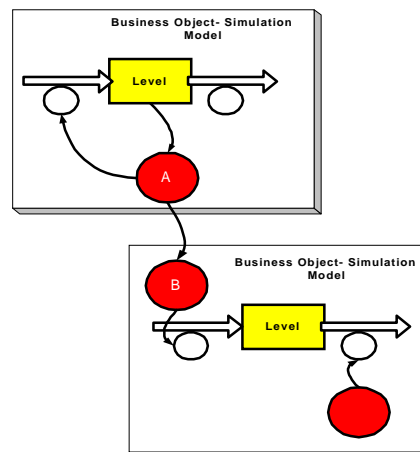 Business Object- Simulation
Model
Level
A
Business Object- Simulation
Model
B
Level